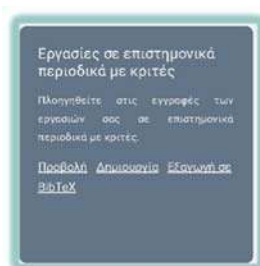 Εργασίες σε επιστημονικά
περιοδικά με κριτές
Πλοηγηθείτε στις εγγραφές των
εργασιών σας σε επιστημονικά
περιοδικά με κριτές.
Προβολή Δημιουργία Εξαγωγή σε
BibTeX